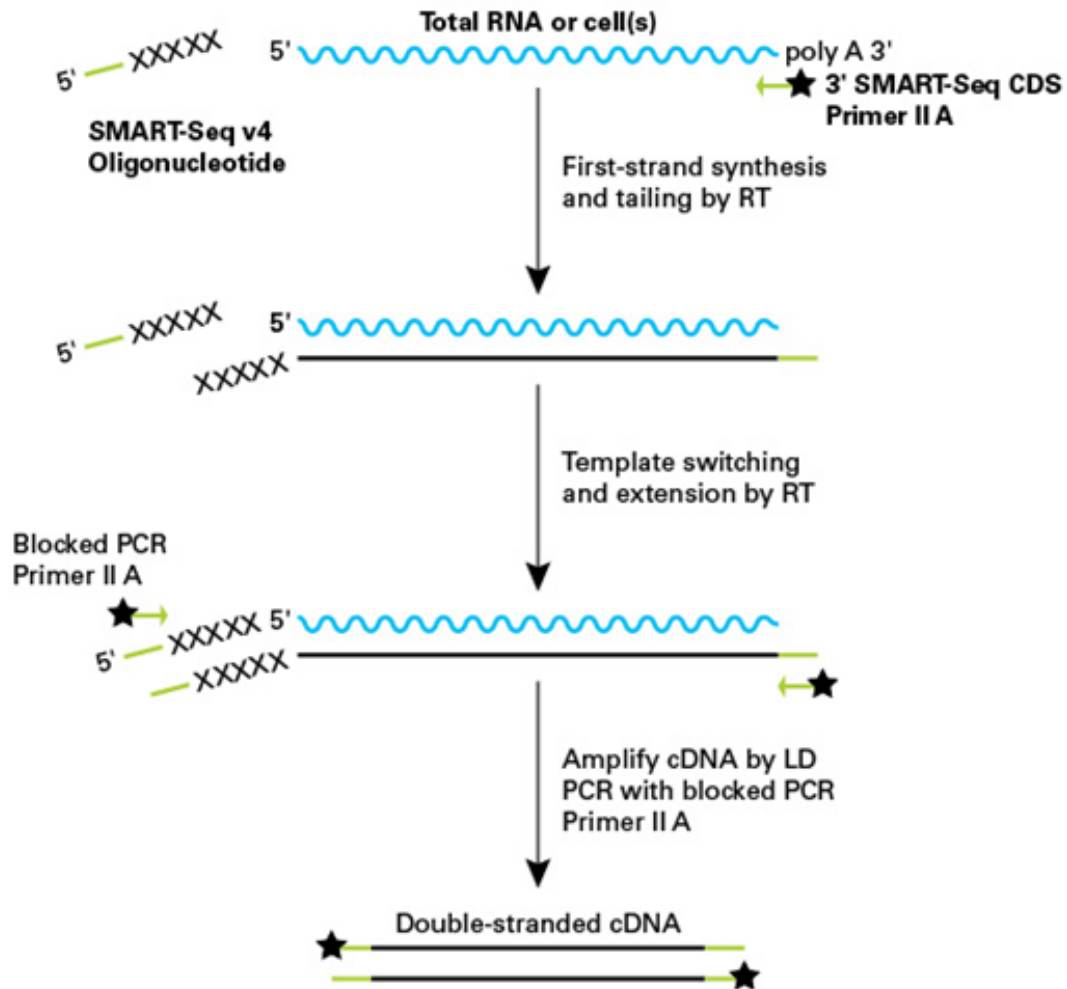 Total RNA or cell(s)
5' XXXXX
5' poly A 3'
3' SMART-Seq CDS
Primer II A
SMART-Seq v4
Oligonucleotide
First-strand synthesis
and tailing by RT
5' XXXXX
5'
XXXXX
Template switching
and extension by RT
Blocked PCR
Primer II A
5' XXXXX 5'
XXXXX
Amplify cDNA by LD
PCR with blocked PCR
Primer II A
Double-stranded cDNA